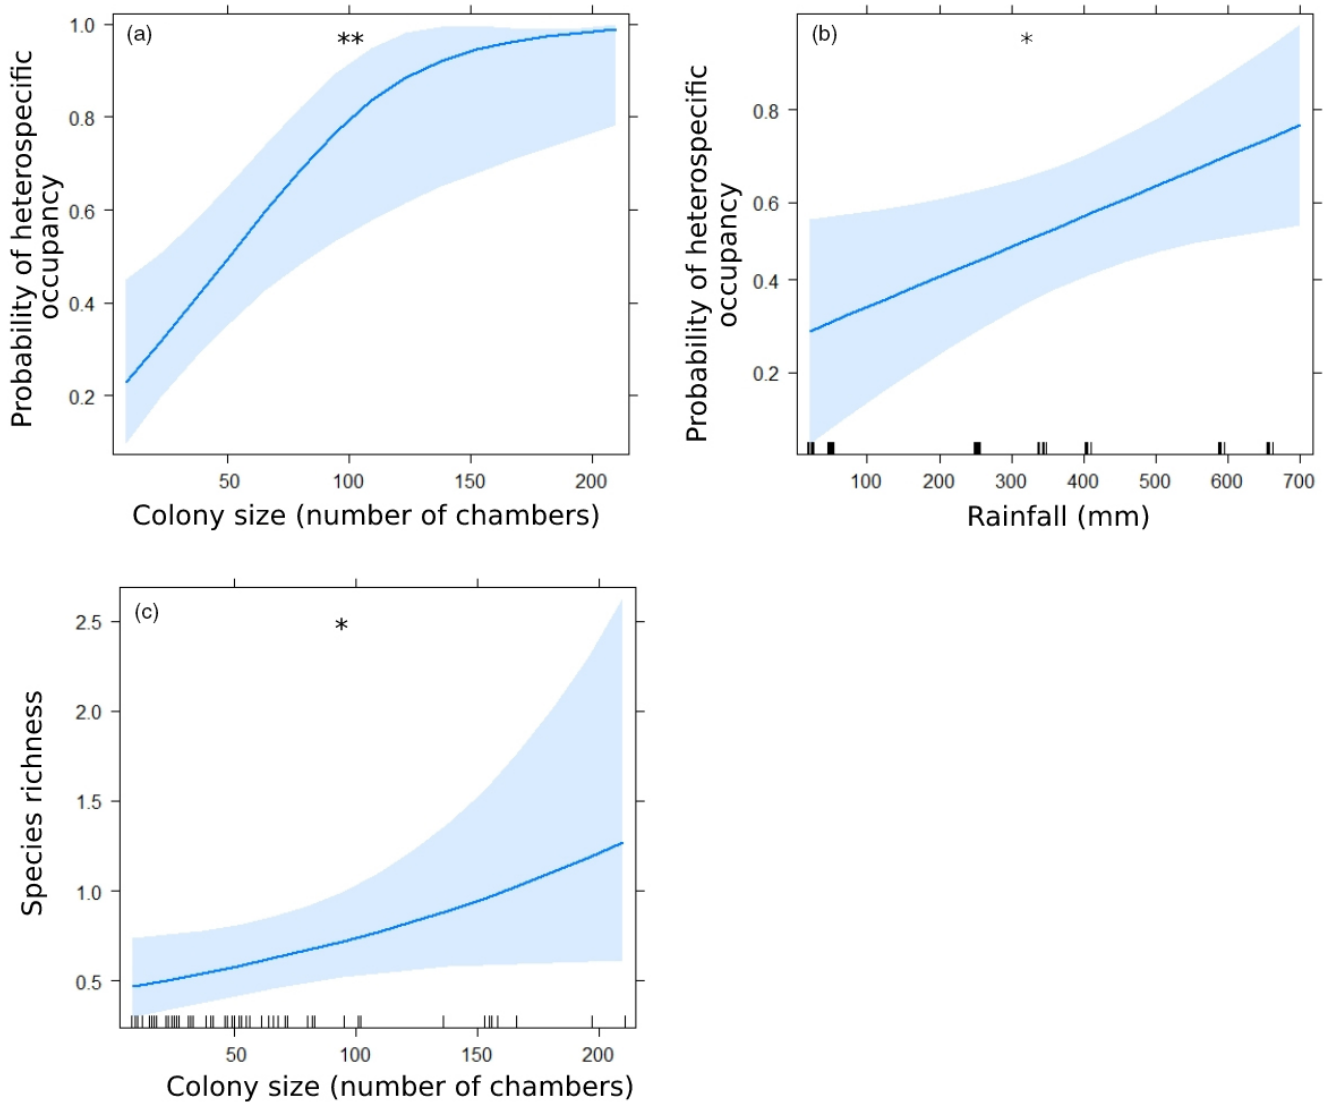 (a)
**
Probability of heterospecific
occupancy
1.0
0.8
0.6
0.4
0.2
50
100
150
200
Colony size (number of chambers)
(b)
*
Probability of heterospecific
occupancy
0.8
0.6
0.4
0.2
100
200
300
400
500
600
700
Rainfall (mm)
(c)
*
Species richness
2.5
2.0
1.5
1.0
0.5
50
100
150
200
Colony size (number of chambers)